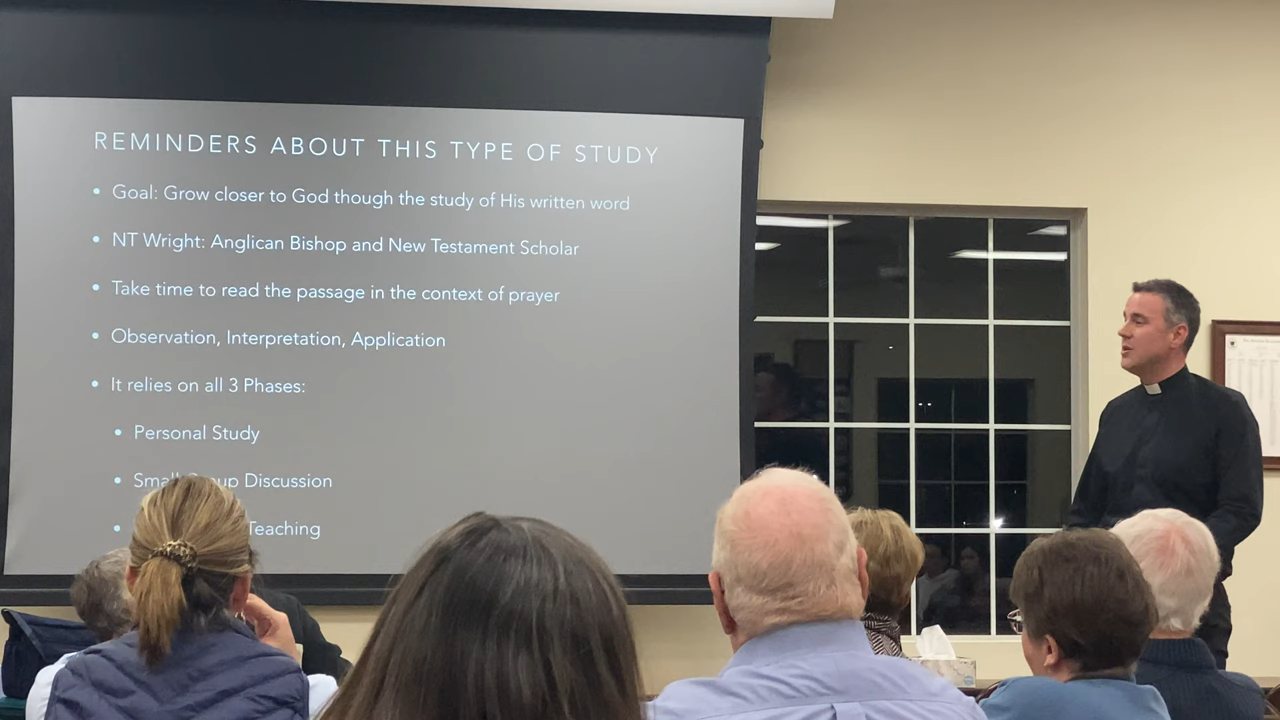 REMINDERS ABOUT THIS TYPE OF STUDY
• Goal: Grow closer to God though the study of His written word
• NT Wright: Anglican Bishop and New Testament Scholar
• Take time to read the passage in the context of prayer
• Observation, Interpretation, Application
• It relies on all 3 Phases:
• Personal Study
• Small Group Discussion
• Teaching